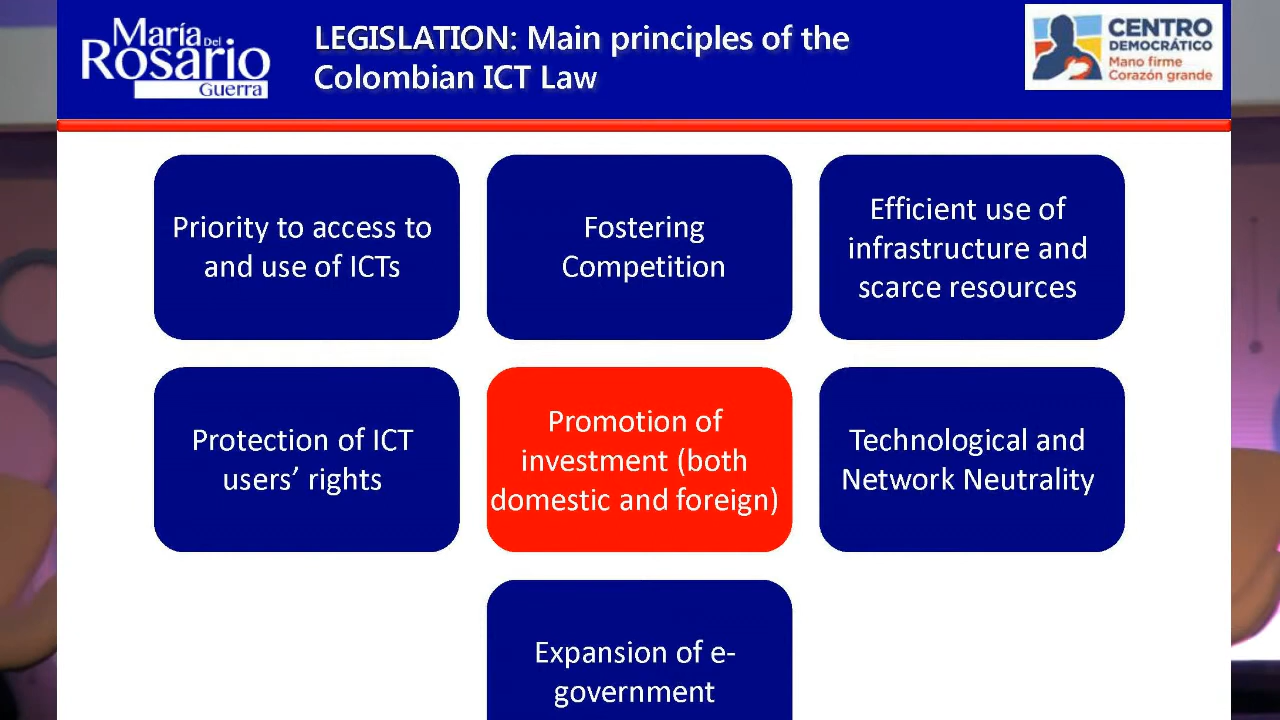 María Del
Rosario
Guerra
LEGISLATION: Main principles of the
Colombian ICT Law
CENTRO
DEMOCRÁTICO
Mano firme
Corazón grande
Priority to access to
and use of ICTs
Fostering
Competition
Efficient use of
infrastructure and
scarce resources
Protection of ICT
users’ rights
Promotion of
investment (both
domestic and foreign)
Technological and
Network Neutrality
Expansion of e-
government